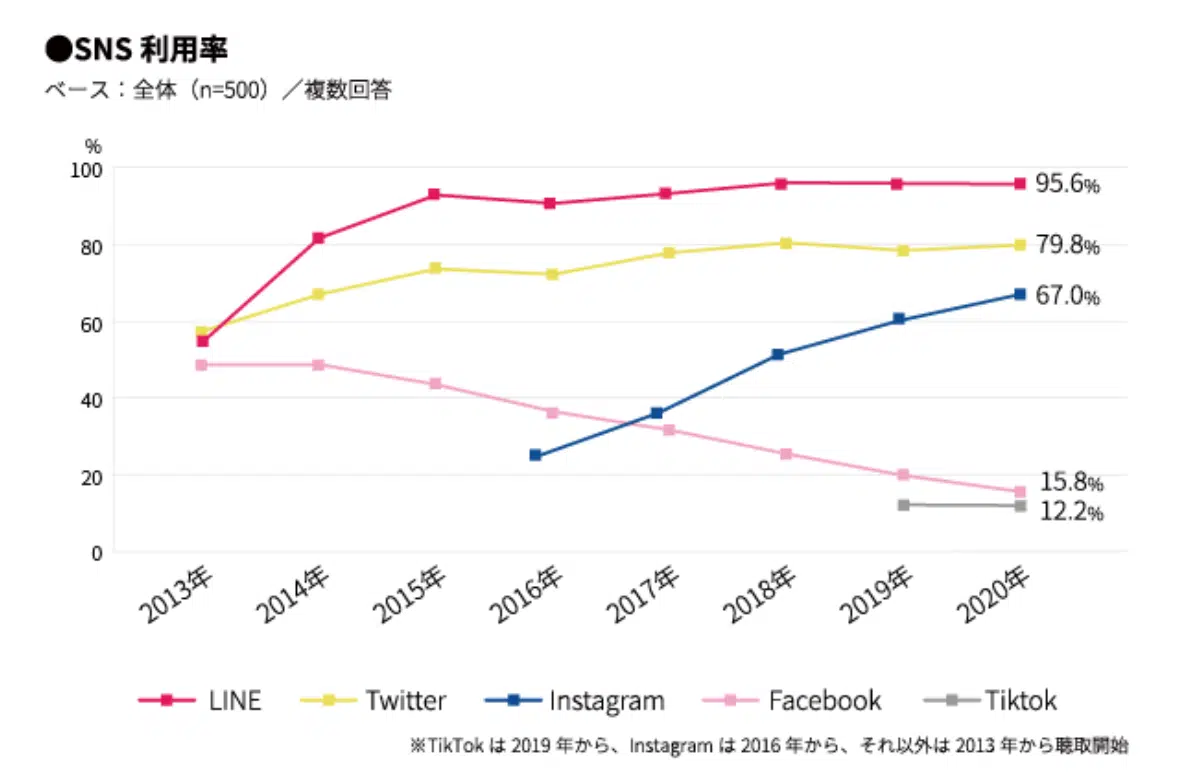 ●SNS 利用率
ベース：全体（n=500）／複数回答
%
100
80
60
40
20
0
95.6%
79.8%
67.0%
15.8%
12.2%
2013年 2014年 2015年 2016年 2017年 2018年 2019年 2020年
LINE Twitter Instagram Facebook Tiktok
※TikTok は 2019 年から、Instagram は 2016 年から、それ以外は 2013 年から聴取開始